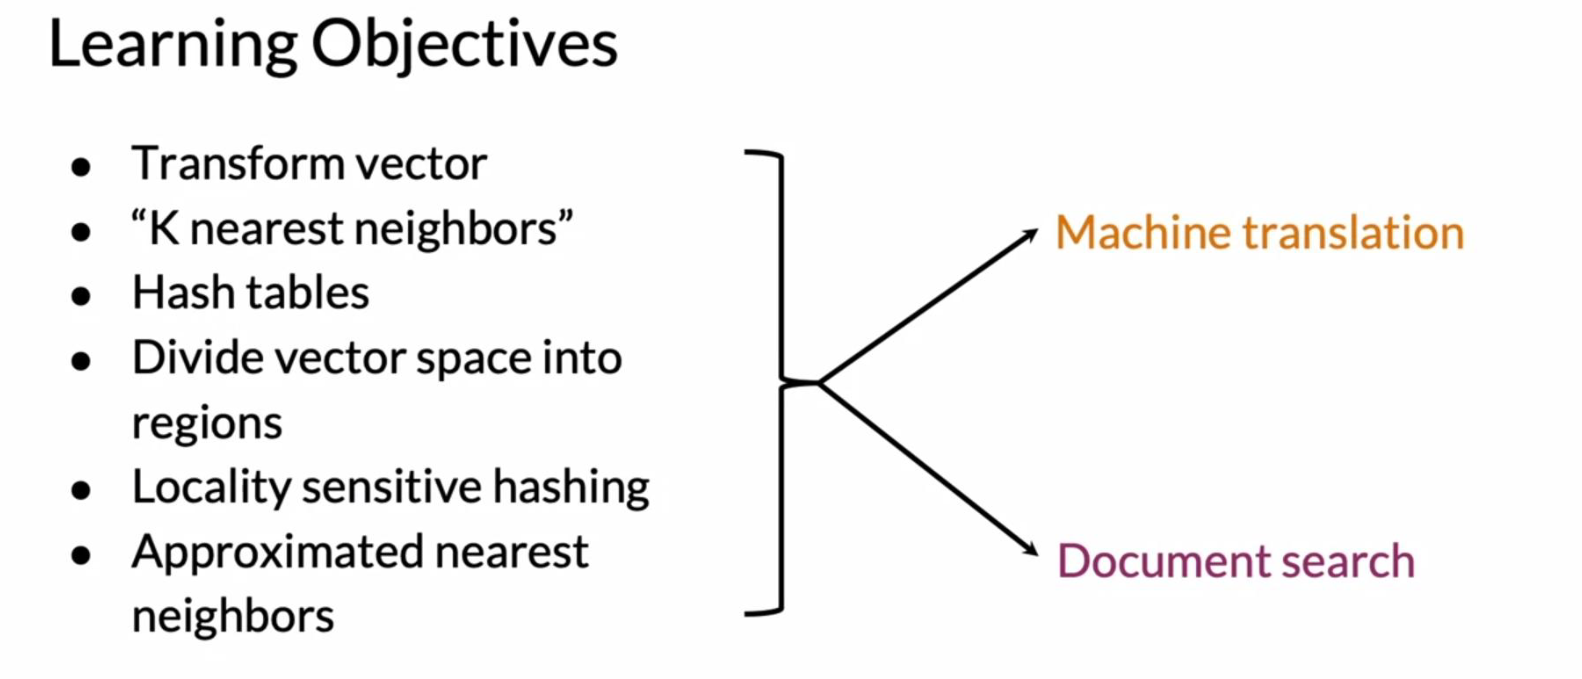 Learning Objectives
● Transform vector
● “K nearest neighbors”
● Hash tables
● Divide vector space into
regions
● Locality sensitive hashing
● Approximated nearest
neighbors
Machine translation
Document search